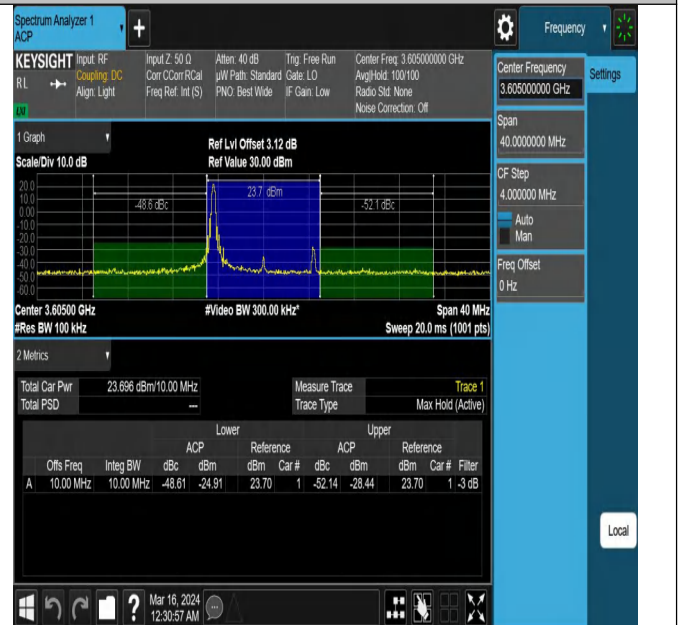 Spectrum Analyzer 1
ACP
Frequency
KEYSIGHT
RL
LXI
Input: RF
Coupling: DC
Align: Light
Input Z: 50 Ω
Corr CCorr RCal
Freq Ref: Int (S)
Atten: 40 dB
µW Path: Standard
PNO: Best Wide
Trig: Free Run
Gate: LO
IF Gain: Low
Center Freq: 3.605000000 GHz
Avg|Hold: 100/100
Radio Std: None
Noise Correction: Off
Center Frequency
3.605000000 GHz
Settings
Span
40.0000000 MHz
CF Step
4.000000 MHz
Auto
Man
Freq Offset
0 Hz
Local
1 Graph
Scale/Div 10.0 dB
Ref Lvl Offset 3.12 dB
Ref Value 30.00 dBm
20.0
10.0
0.00
-10.0
-20.0
-30.0
-40.0
-50.0
-60.0
-48.6 dBc
23.7 dBm
-52.1 dBc
Center 3.60500 GHz
#Video BW 300.00 kHz*
Span 40 MHz
#Res BW 100 kHz
Sweep 20.0 ms (1001 pts)
2 Metrics
Total Car Pwr 23.696 dBm/10.00 MHz
Total PSD ---
Measure Trace Trace 1
Trace Type Max Hold (Active)
Lower Upper
ACP Reference ACP Reference
Offs Freq Integ BW dBc dBm dBm Car # dBc dBm dBm Car # Filter
A 10.00 MHz 10.00 MHz -48.61 -24.91 23.70 1 -52.14 -28.44 23.70 1 -3 dB
?
Mar 16, 2024
12:30:57 AM